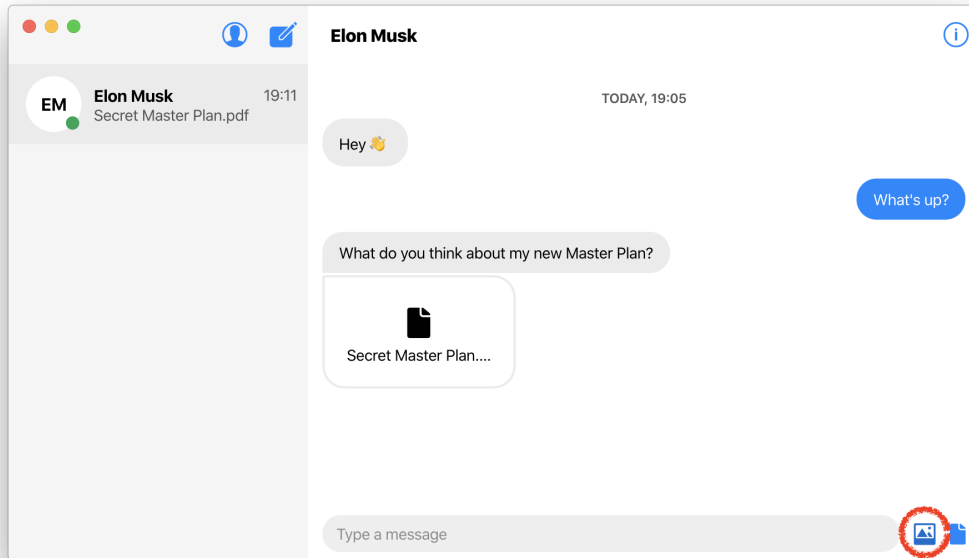 Elon Musk
EM
Elon Musk
19:11
Secret Master Plan.pdf
TODAY, 19:05
Hey 👋
What's up?
What do you think about my new Master Plan?
Secret Master Plan....
Type a message